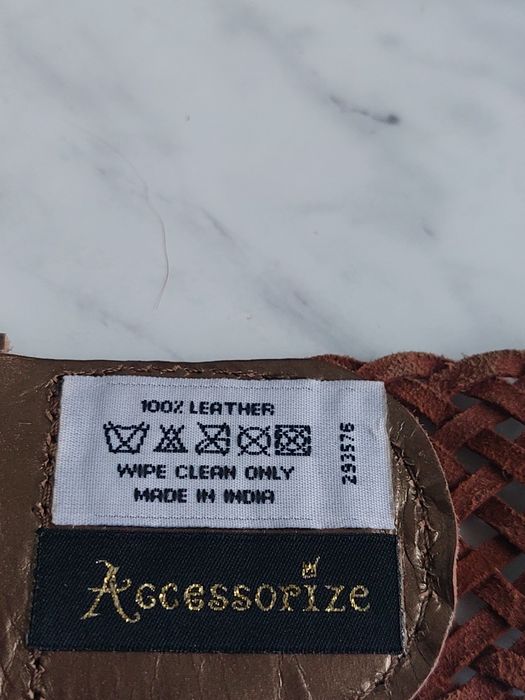 100% LEATHER
WIPE CLEAN ONLY
MADE IN INDIA
293576
Accessorize